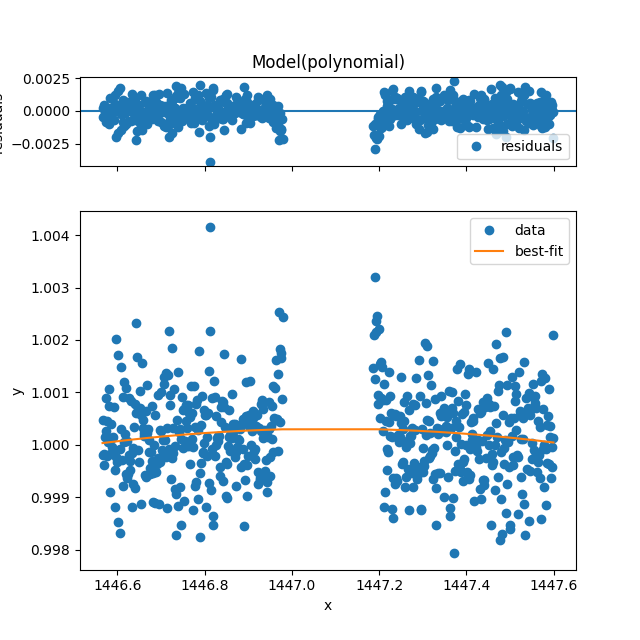 Model(polynomial)
0.0025
0.0000
−0.0025
residuals
residuals
1.004
1.003
1.002
1.001
1.000
0.999
0.998
y
data
best-fit
1446.6
1446.8
1447.0
1447.2
1447.4
1447.6
x